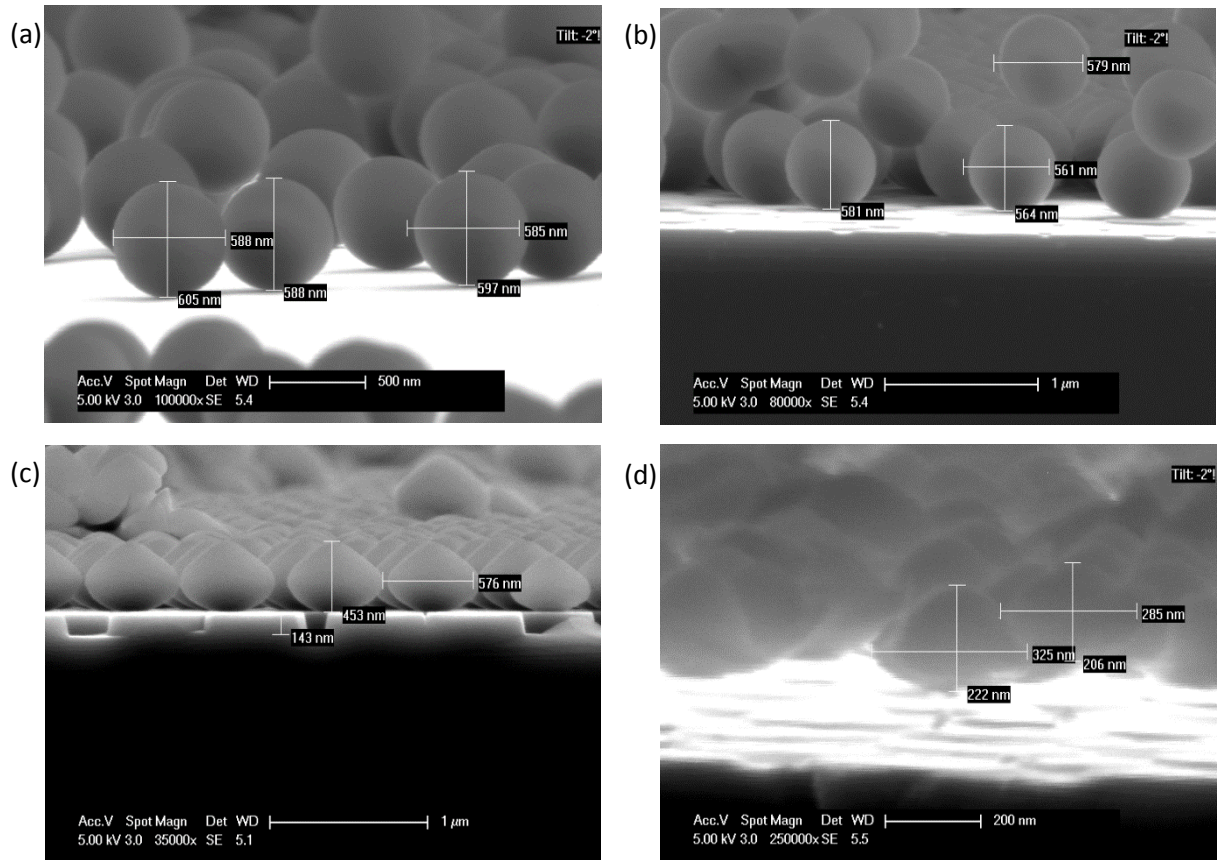 (a)
Tilt: -2°!
588 nm
585 nm
605 nm
588 nm
597 nm
Acc.V Spot Magn Det WD 500 nm
5.00 kV 3.0 100000x SE 5.4
(b)
Tilt: -2°!
579 nm
561 nm
581 nm
564 nm
Acc.V Spot Magn Det WD 1 µm
5.00 kV 3.0 80000x SE 5.4
(c)
576 nm
453 nm
143 nm
Acc.V Spot Magn Det WD 1 µm
5.00 kV 3.0 35000x SE 5.1
(d)
Tilt: -2°!
285 nm
325 nm
206 nm
222 nm
Acc.V Spot Magn Det WD 200 nm
5.00 kV 3.0 250000x SE 5.5